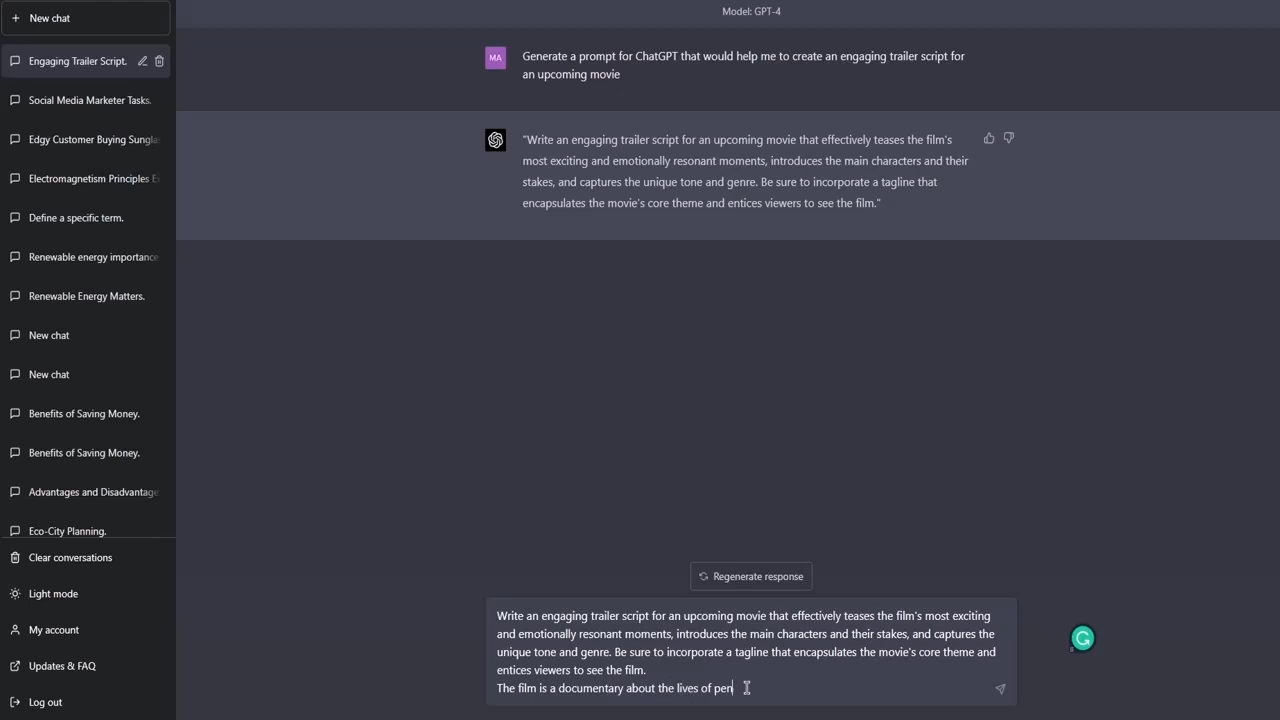 New chat
Engaging Trailer Script.
Social Media Marketer Tasks.
Edgy Customer Buying Sungla
Electromagnetism Principles E
Define a specific term.
Renewable energy importance
Renewable Energy Matters.
New chat
New chat
Benefits of Saving Money.
Benefits of Saving Money.
Advantages and Disadvantage
Eco-City Planning.
Clear conversations
Light mode
My account
Updates & FAQ
Log out
Model: GPT-4
MA
Generate a prompt for ChatGPT that would help me to create an engaging trailer script for
an upcoming movie
"Write an engaging trailer script for an upcoming movie that effectively teases the film's
most exciting and emotionally resonant moments, introduces the main characters and their
stakes, and captures the unique tone and genre. Be sure to incorporate a tagline that
encapsulates the movie's core theme and entices viewers to see the film."
Regenerate response
Write an engaging trailer script for an upcoming movie that effectively teases the film's most exciting
and emotionally resonant moments, introduces the main characters and their stakes, and captures the
unique tone and genre. Be sure to incorporate a tagline that encapsulates the movie's core theme and
entices viewers to see the film.
The film is a documentary about the lives of pen